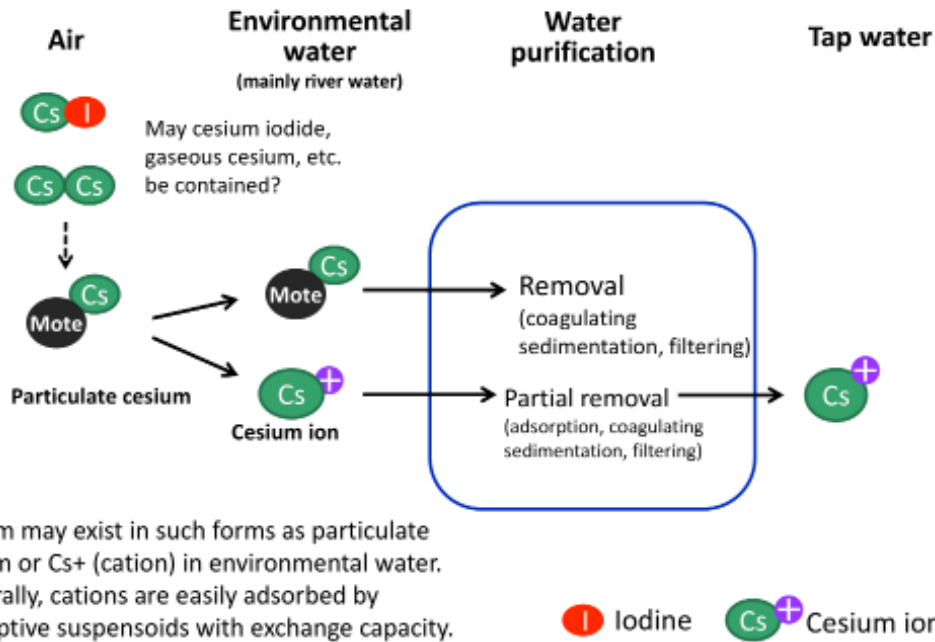 Air
Environmental
water
(mainly river water)
Water
purification
Tap water
Cs I
May cesium iodide,
gaseous cesium, etc.
be contained?
Cs Cs
Cs
Mote
Particulate cesium
Cs
Mote
Cs +
Cesium ion
Removal
(coagulating
sedimentation, filtering)
Partial removal
(adsorption, coagulating
sedimentation, filtering)
Cs +
m may exist in such forms as particulate
m or Cs+ (cation) in environmental water.
rally, cations are easily adsorbed by
ptive suspensoids with exchange capacity.
I Iodine
Cs + Cesium ion